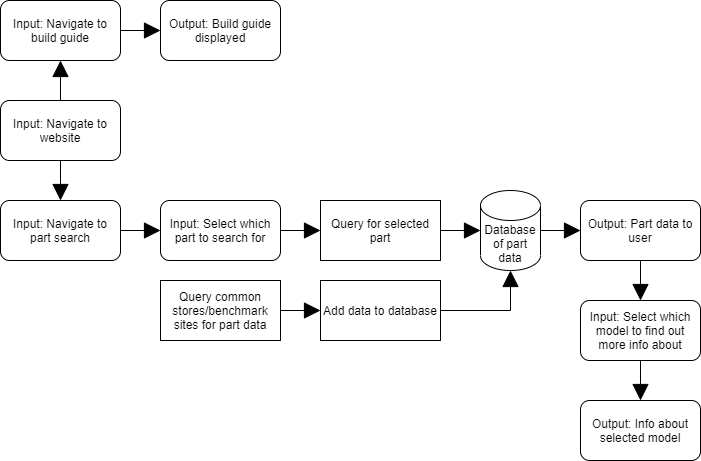 Input: Navigate to
build guide
Output: Build guide
displayed
Input: Navigate to
website
Input: Navigate to
part search
Input: Select which
part to search for
Query for selected
part
Database
of part
data
Output: Part data to
user
Query common
stores/benchmark
sites for part data
Add data to database
Input: Select which
model to find out
more info about
Output: Info about
selected model